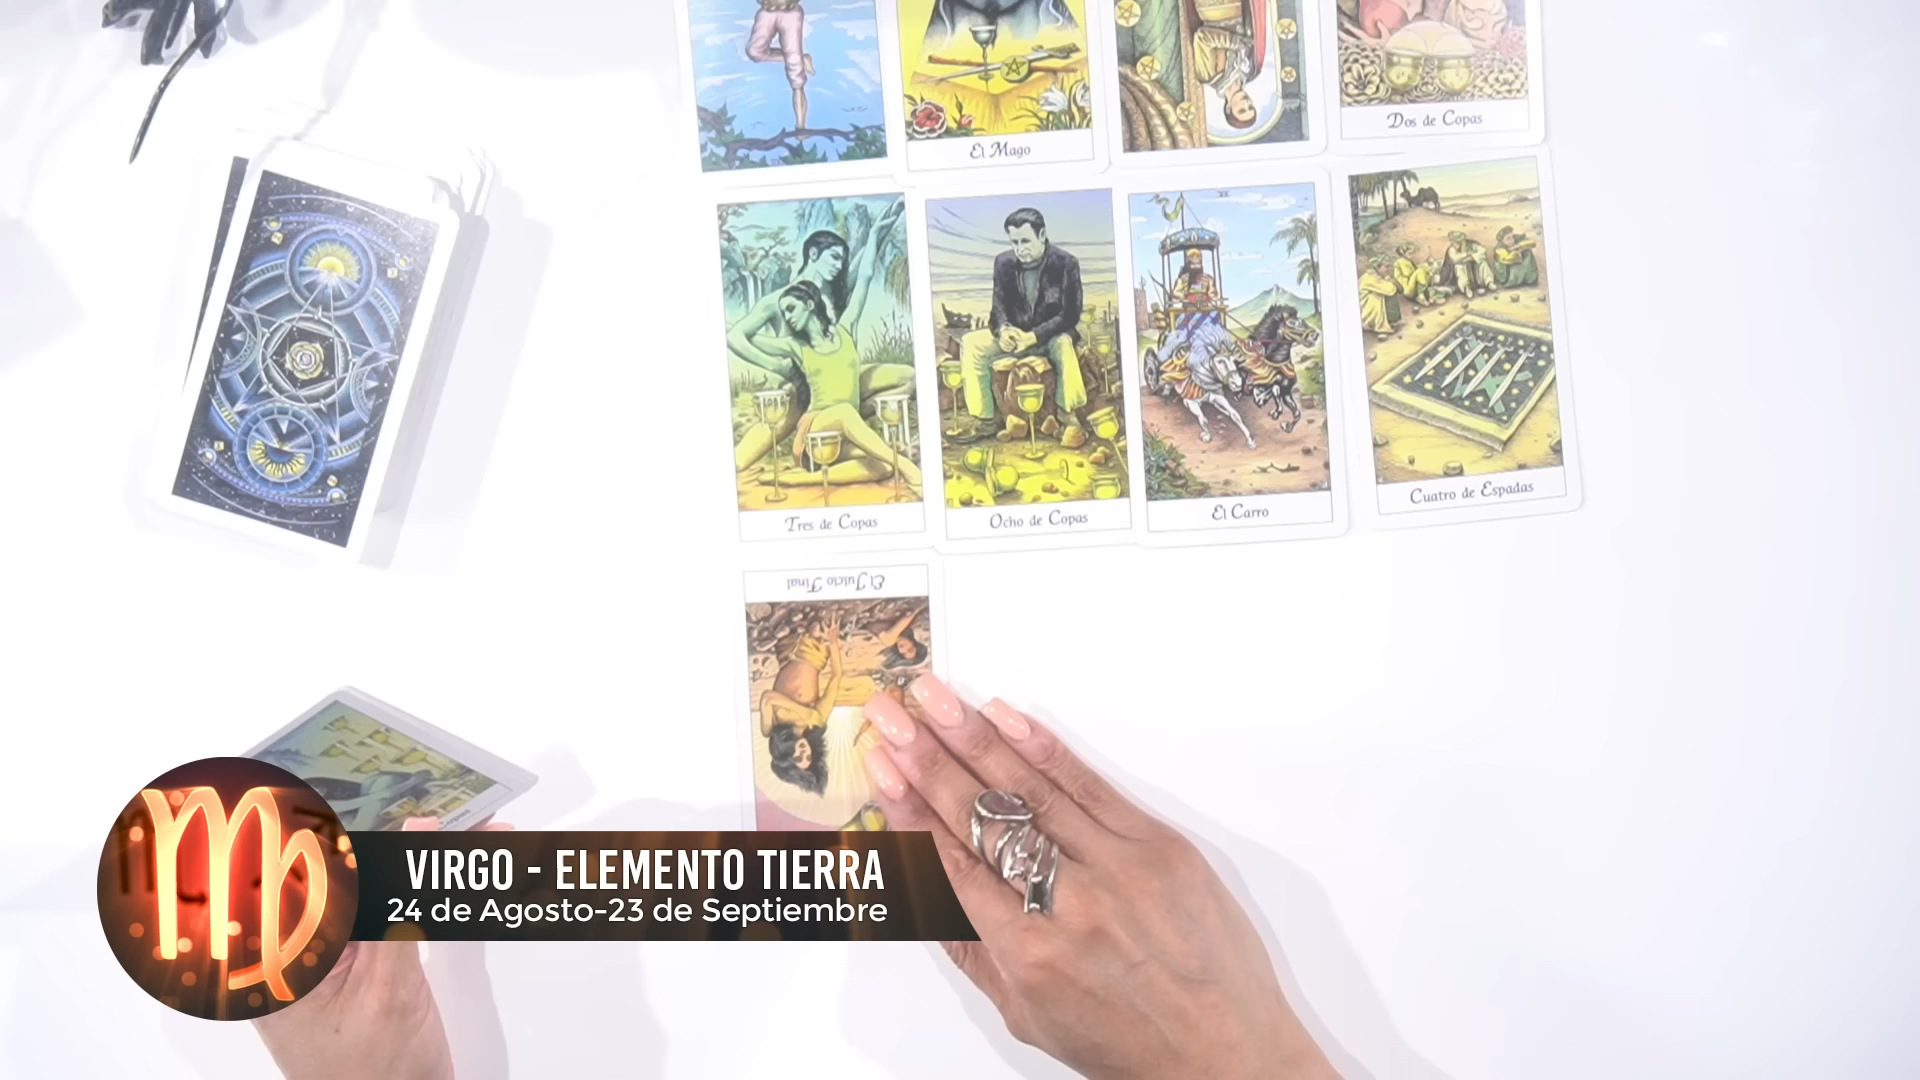 El Mago
Dos de Copas
Tres de Copas
Ocho de Copas
El Carro
Cuatro de Espadas
El Juicio Final
VIRGO - ELEMENTO TIERRA
24 de Agosto-23 de Septiembre